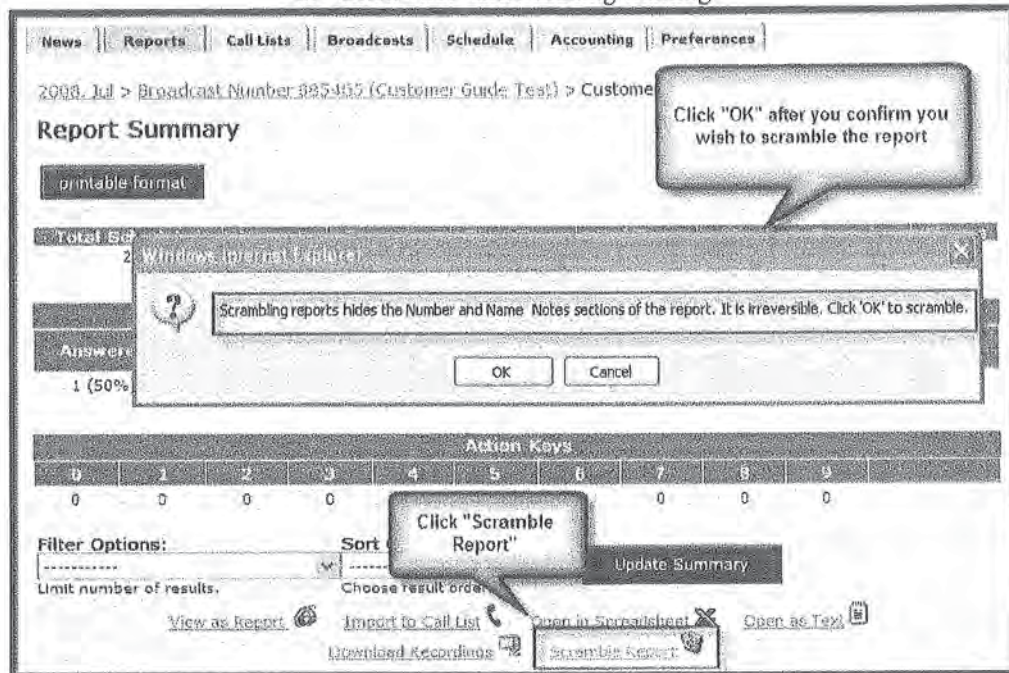 News Reports Call Lists Broadcasts Schedule Accounting Preferences
2008, Jul > Broadcast Number 885465 (Customer Guide Test) > Custome
Click "OK" after you confirm you
wish to scramble the report
Report Summary
printable format
Total Sc
2
Windows Internet Explorer
Scrambling reports hides the Number and Name Notes sections of the report. It is irreversible. Click 'OK' to scramble.
OK Cancel
Answere
1 (50%
Action Keys
0 1 2 3 4 5 6 7 8 9
0 0 0 0 0 0 0
Click "Scramble
Report"
Filter Options: Sort
----------- Update Summary
Limit number of results. Choose result order
View as Report Import to Call List Open in Spreadsheet Open as Text
Download Recordings Scramble Report